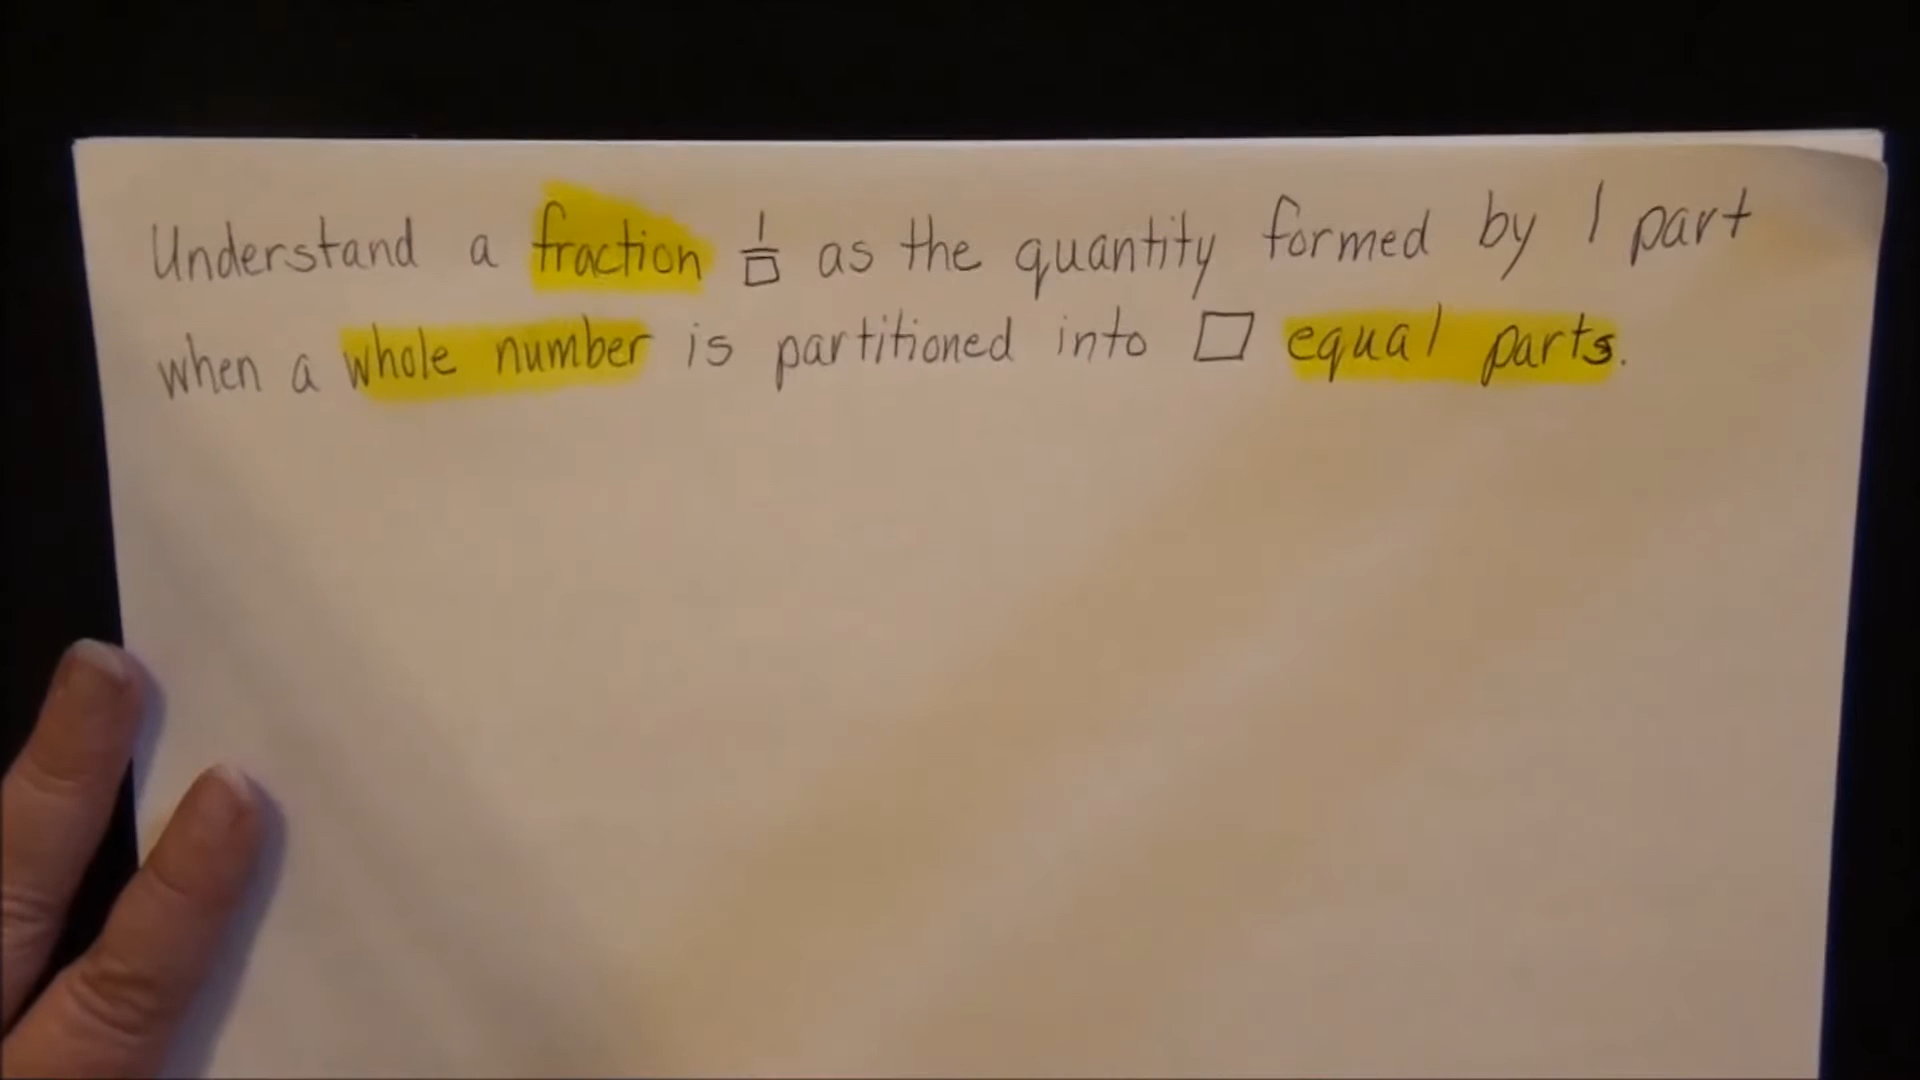 Understand a fraction 1/□ as the quantity formed by 1 part
when a whole number is partitioned into □ equal parts.